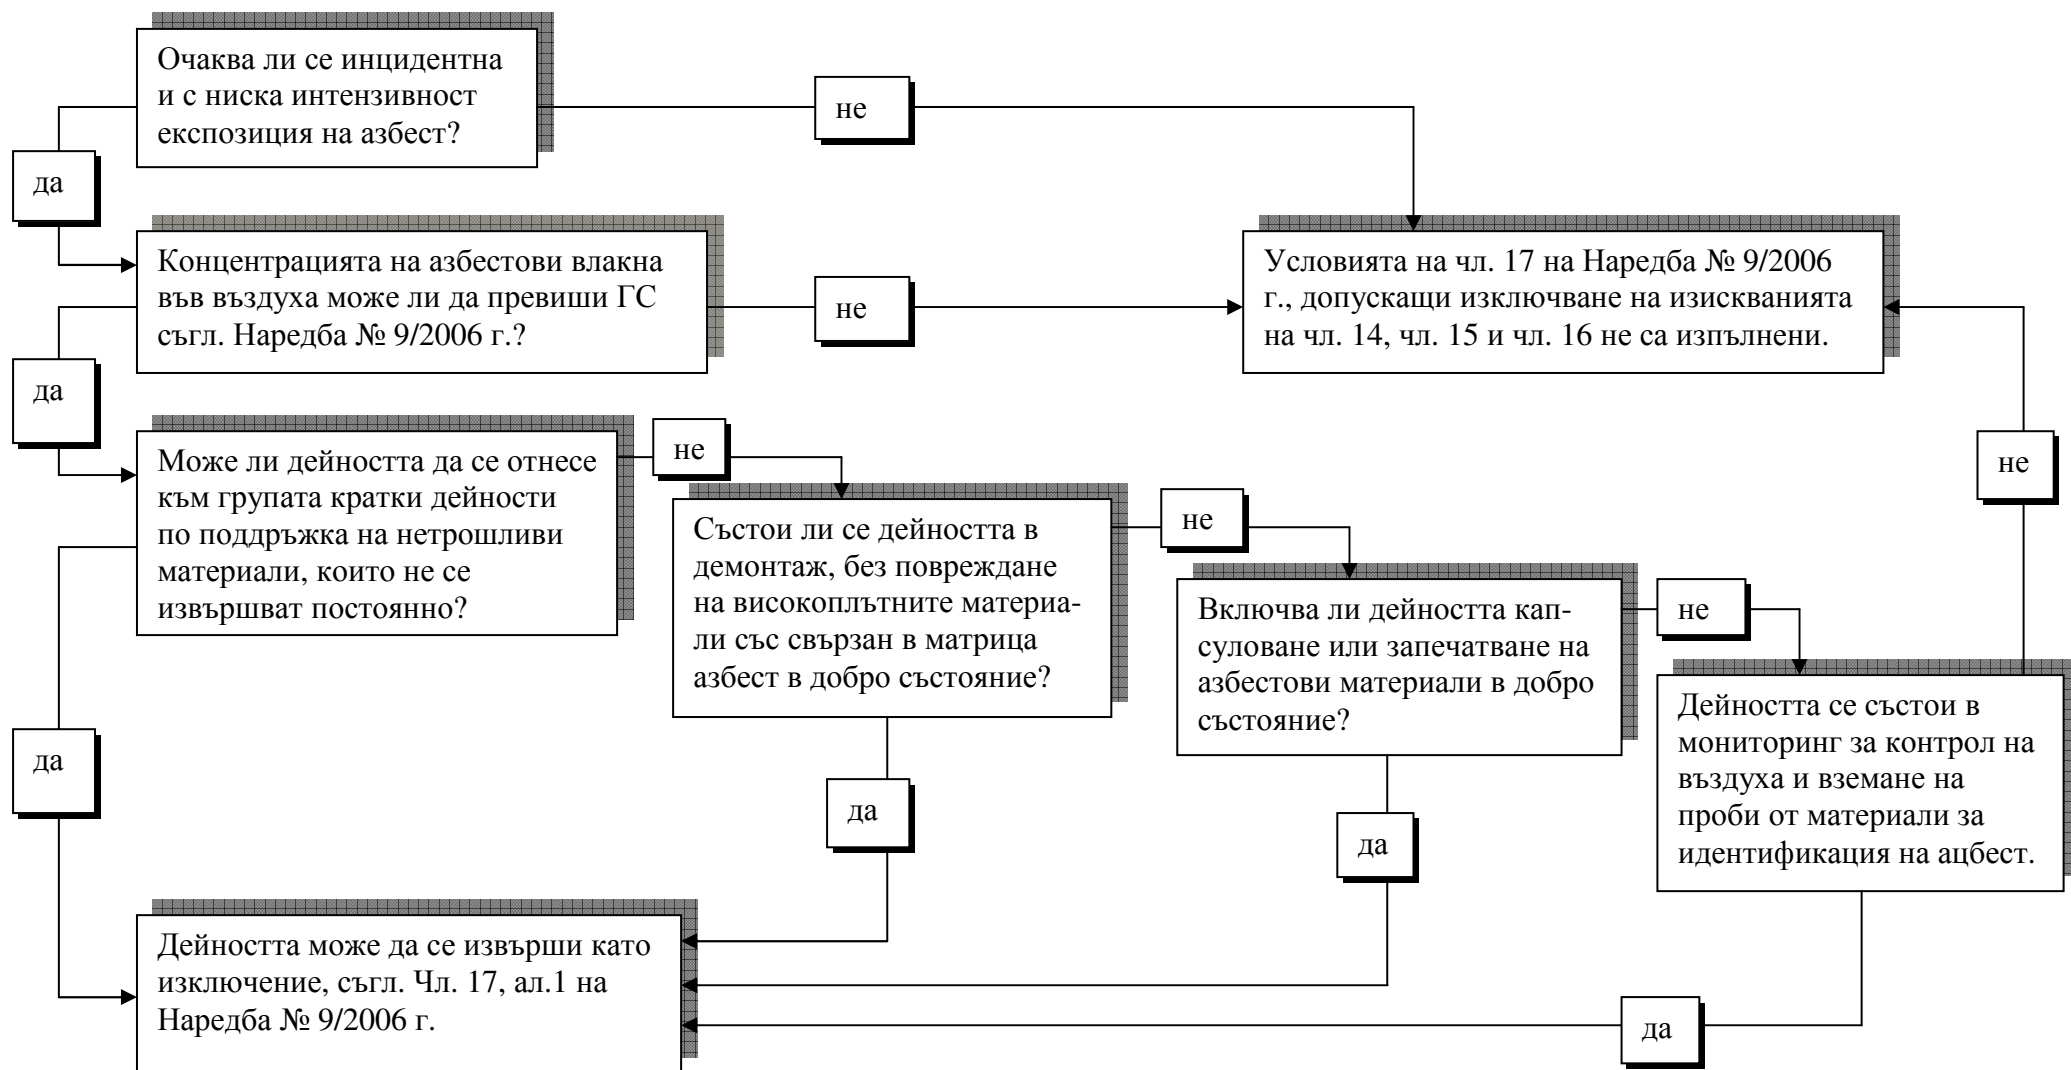 Очаква ли се инцидентна
и с ниска интензивност
експозиция на азбест?
не
да
Концентрацията на азбестови влакна
във въздуха може ли да превиши ГС
съгл. Наредба № 9/2006 г.?
не
Условията на чл. 17 на Наредба № 9/2006
г., допускащи изключване на изискванията
на чл. 14, чл. 15 и чл. 16 не са изпълнени.
да
Може ли дейността да се отнесе
към групата кратки дейности
по поддръжка на нетрошливи
материали, които не се
извършват постоянно?
не
Състои ли се дейността в
демонтаж, без повреждане
на високоплътните материа-
ли със свързан в матрица
азбест в добро състояние?
не
Включва ли дейността кап-
суловане или запечатване на
азбестови материали в добро
състояние?
не
не
Дейността се състои в
мониторинг за контрол на
въздуха и вземане на
проби от материали за
идентификация на ацбест.
да
да
да
Дейността може да се извърши като
изключение, съгл. Чл. 17, ал.1 на
Наредба № 9/2006 г.
да